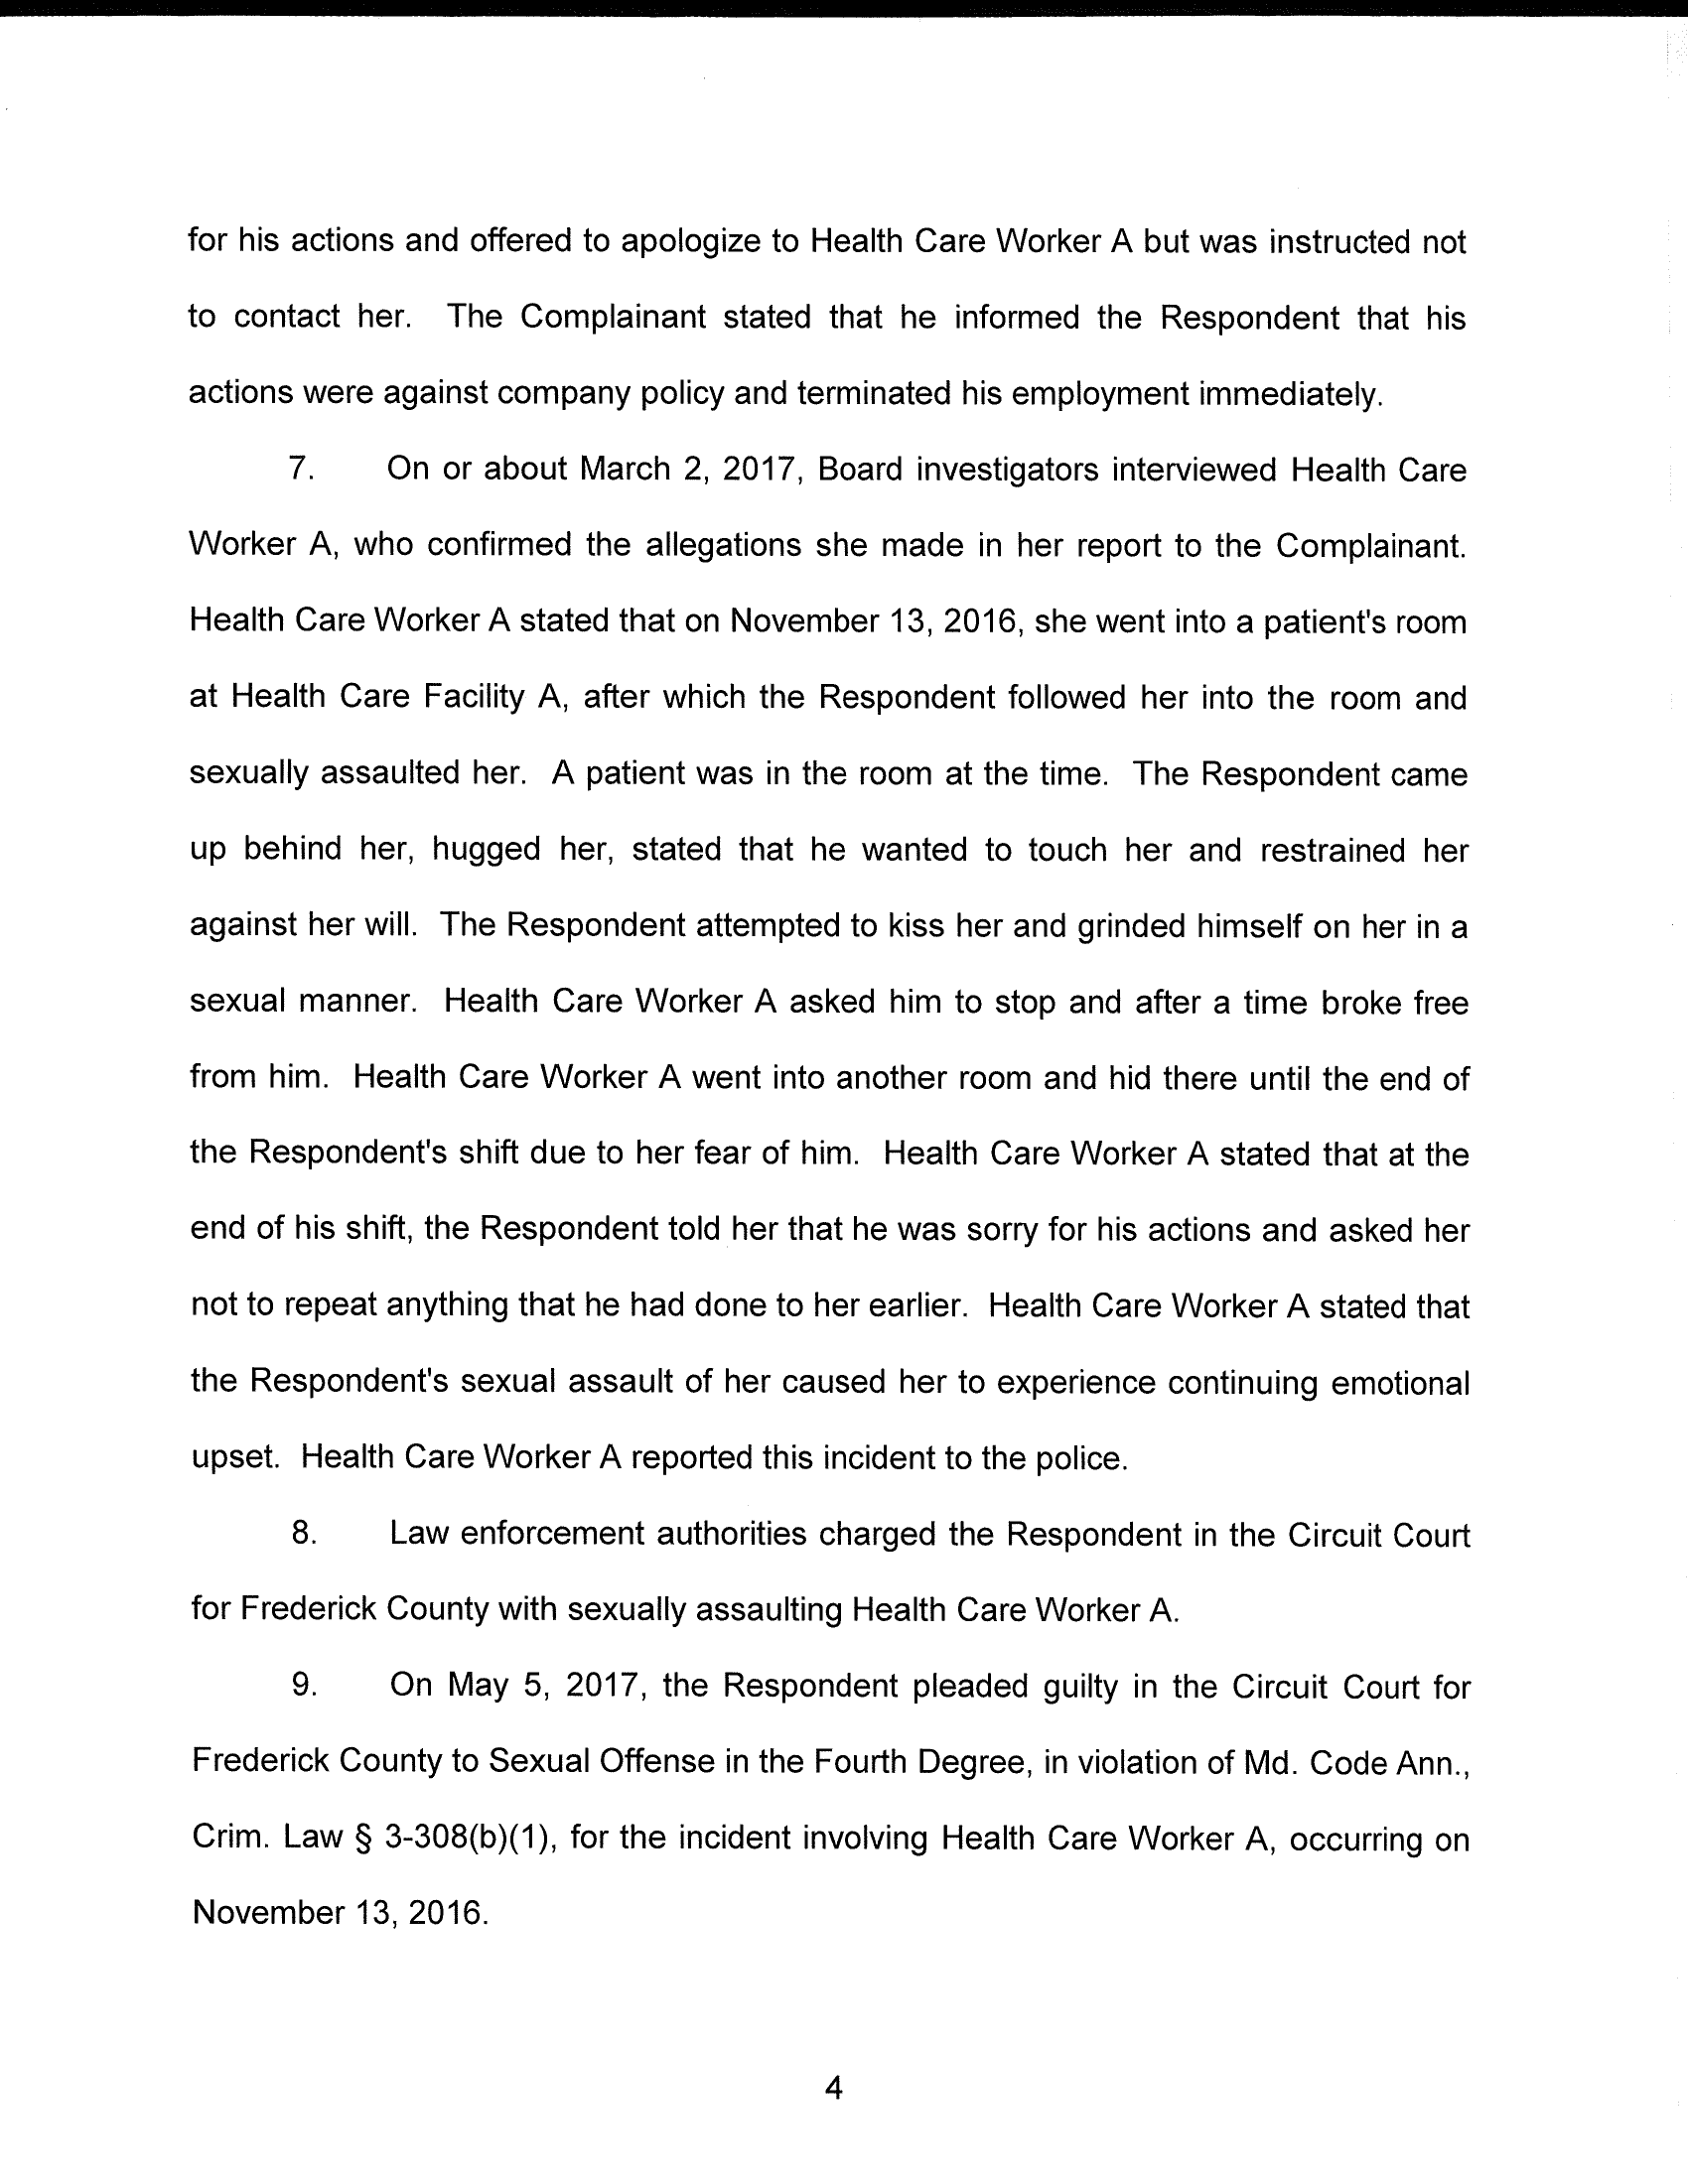 for his actions and offered to apologize to Health Care Worker A but was instructed not
to contact her. The Complainant stated that he informed the Respondent that his
actions were against company policy and terminated his employment immediately.
7. On or about March 2, 2017, Board investigators interviewed Health Care
Worker A, who confirmed the allegations she made in her report to the Complainant.
Health Care Worker A stated that on November 13, 2016, she went into a patient's room
at Health Care Facility A, after which the Respondent followed her into the room and
sexually assaulted her. A patient was in the room at the time. The Respondent came
up behind her, hugged her, stated that he wanted to touch her and restrained her
against her will. The Respondent attempted to kiss her and grinded himself on her in a
sexual manner. Health Care Worker A asked him to stop and after a time broke free
from him. Health Care Worker A went into another room and hid there until the end of
the Respondent's shift due to her fear of him. Health Care Worker A stated that at the
end of his shift, the Respondent told her that he was sorry for his actions and asked her
not to repeat anything that he had done to her earlier. Health Care Worker A stated that
the Respondent's sexual assault of her caused her to experience continuing emotional
upset. Health Care Worker A reported this incident to the police.
8. Law enforcement authorities charged the Respondent in the Circuit Court
for Frederick County with sexually assaulting Health Care Worker A.
9. On May 5, 2017, the Respondent pleaded guilty in the Circuit Court for
Frederick County to Sexual Offense in the Fourth Degree, in violation of Md. Code Ann.,
Crim. Law § 3-308(b)(1), for the incident involving Health Care Worker A, occurring on
November 13, 2016.
4